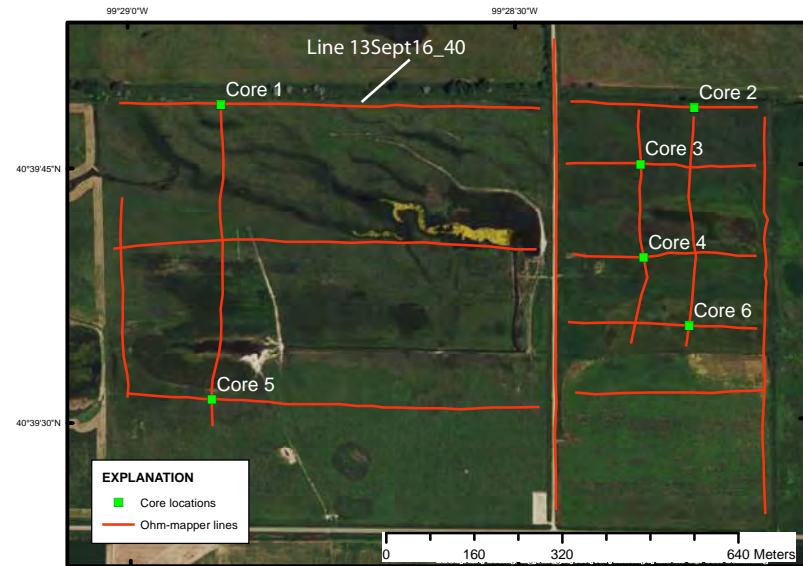 99°29'0"W
99°28'30"W
Line 13Sept16_40
Core 1
Core 2
Core 3
40°39'45"N
Core 4
Core 6
Core 5
40°39'30"N
EXPLANATION
Core locations
Ohm-mapper lines
0 160 320 640 Meters